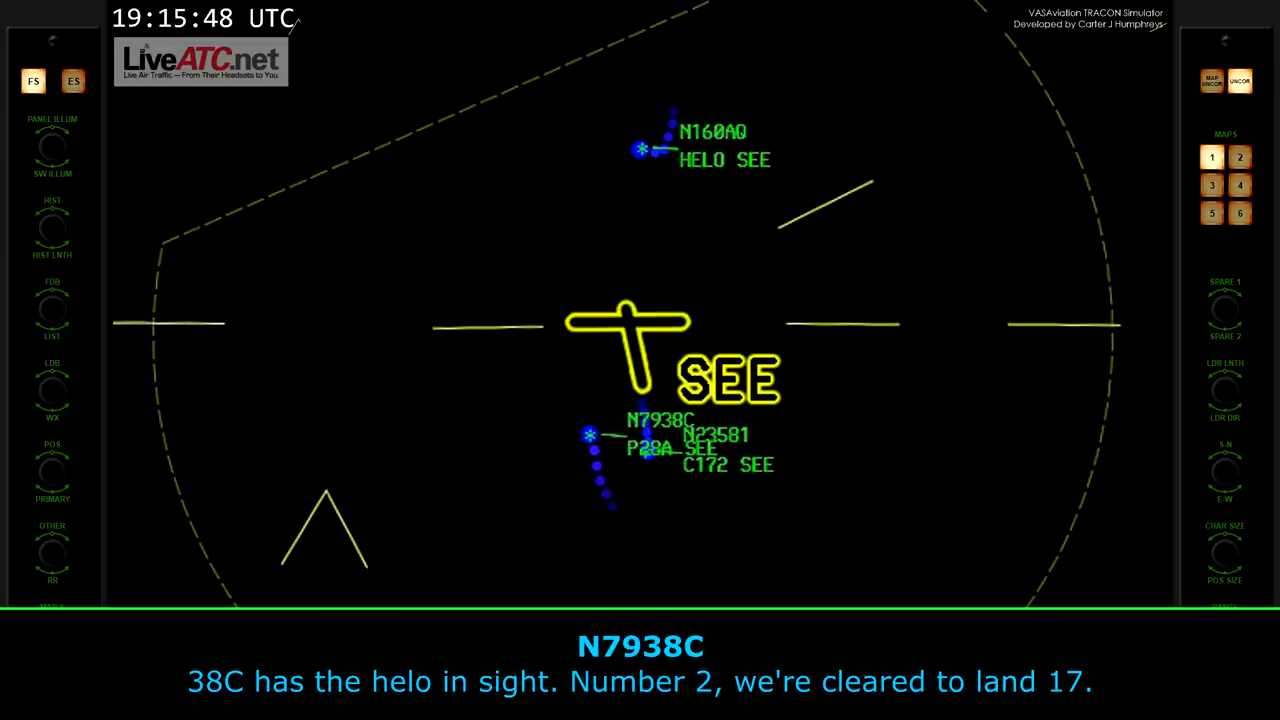 19:15:48 UTC
VASAviation TRACON Simulator
Developed by Carter J Humphreys
LiveATC.net
Live Air Traffic – From Their Headsets to You.
FS
ES
PANEL ILLUM
SW ILLUM
HIST
HIST LNTH
FDB
LIST
LDB
WX
POS
PRIMARY
OTHER
RR
N160AQ
HELO SEE
SEE
N7938C
P28A SEE
N23581
C172 SEE
MAP UNCOR
UNCOR
MAPS
1
2
3
4
5
6
SPARE 1
SPARE 2
LDR LNTH
LDR DIR
S-N
E-W
CHAR SIZE
POS SIZE
N7938C
38C has the helo in sight. Number 2, we're cleared to land 17.